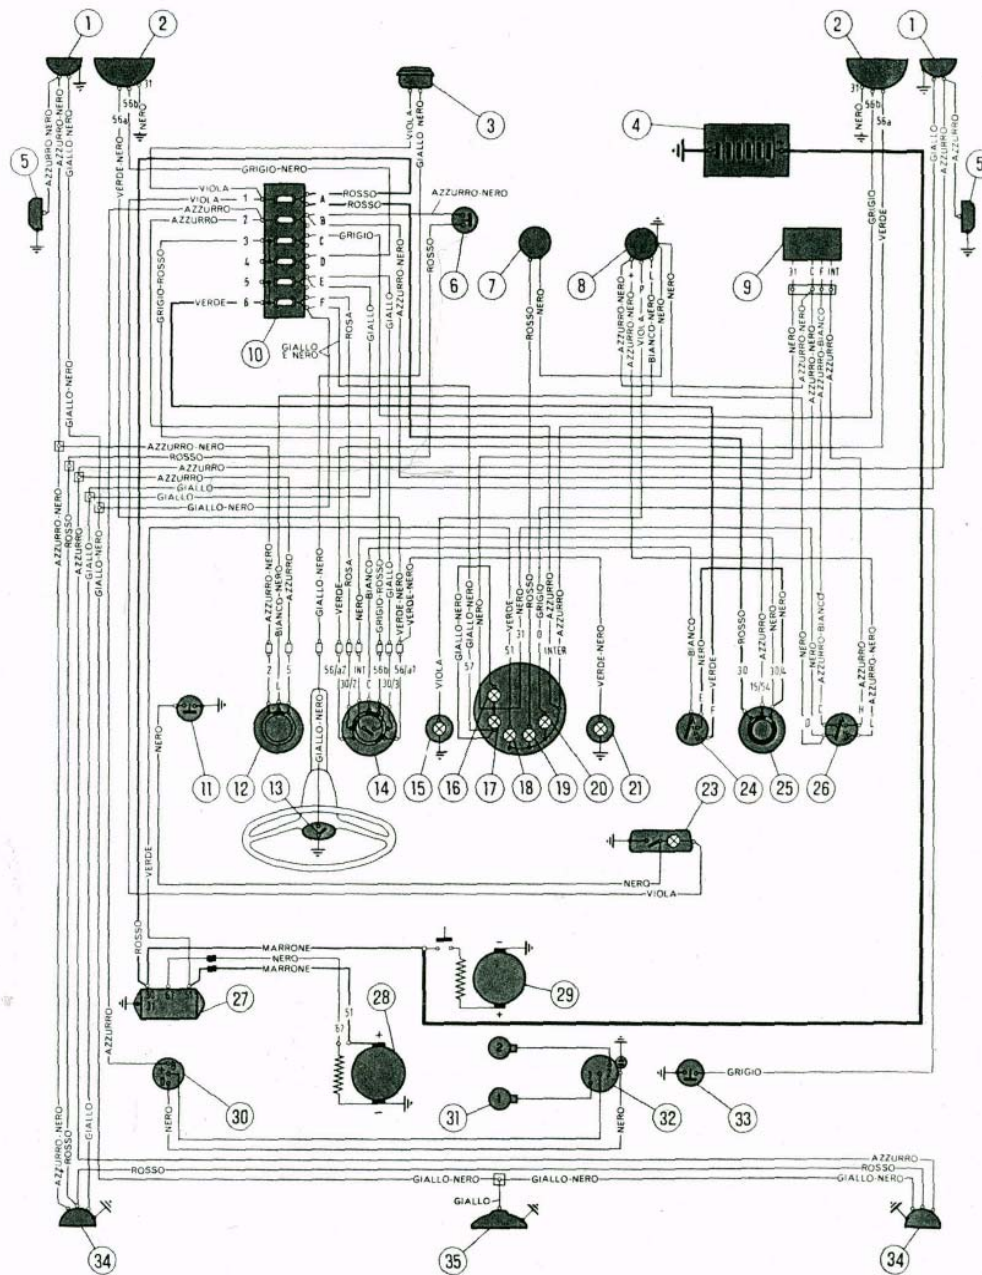 1
2
3
4
2
1
5
5
31
56b
56a
NERO
AZZURRO-NERO
AZZURRO-NERO
GIALLO-NERO
VERDE-NERO
VIOLA
GIALLO NERO
GRIGIO-NERO
31
56b
56a
NERO
GRIGIO
VERDE
GIALLO
AZZURRO
AZZURRO
VIOLA
VIOLA
AZZURRO
AZZURRO
1
2
3
4
5
6
A
B
C
D
E
F
ROSSO
ROSSO
GRIGIO
AZZURRO-NERO
ROSSO
6
7
8
9
10
VERDE
GRIGIO-ROSSO
ROSA
GIALLO
GIALLO
AZZURRO-NERO
GIALLO
E NERO
ROSSO
NERO
+
P
L
AZZURRO-NERO
AZZURRO-NERO
VIOLA
BIANCO-NERO
NERO
NERO
31
C
F
INT
NERO
AZZURRO-NERO
AZZURRO-NERO
AZZURRO-BIANCO
AZZURRO
GIALLO-NERO
AZZURRO-NERO
ROSSO
AZZURRO
AZZURRO
GIALLO
GIALLO-NERO
AZZURRO-NERO
ROSSO
AZZURRO
GIALLO
GIALLO-NERO
AZZURRO-NERO
BIANCO-NERO
AZZURRO
GIALLO-NERO
VERDE
ROSA
NERO
BIANCO
GRIGIO-ROSSO
GIALLO
VERDE-NERO
VERDE-NERO
2
L
S
56/a2
30/2
INT
C
56b
30/3
56/a1
VIOLA
GIALLO-NERO
GIALLO-NERO
NERO
57
VERDE
51
NERO
31
ROSSO
GRIGIO
AZZURRO
AZZURRO
INTER
VERDE-NERO
BIANCO
NERO
VERDE
F
ROSSO
30
AZZURRO
15/54
NERO
30/4
NERO
NERO
AZZURRO-BIANCO
AZZURRO
AZZURRO-NERO
C
H
L
NERO
GIALLO-NERO
11
12
13
14
15
16
17
18
19
20
21
23
24
25
26
NERO
VIOLA
VERDE
ROSSO
MARRONE
NERO
MARRONE
27
67
51
+
28
−
−
29
+
AZZURRO
30
NERO
2
1
31
32
NERO
33
GRIGIO
AZZURRO-NERO
ROSSO
GIALLO
ROSSO
GIALLO-NERO
GIALLO-NERO
GIALLO
AZZURRO
ROSSO
GIALLO-NERO
34
35
34